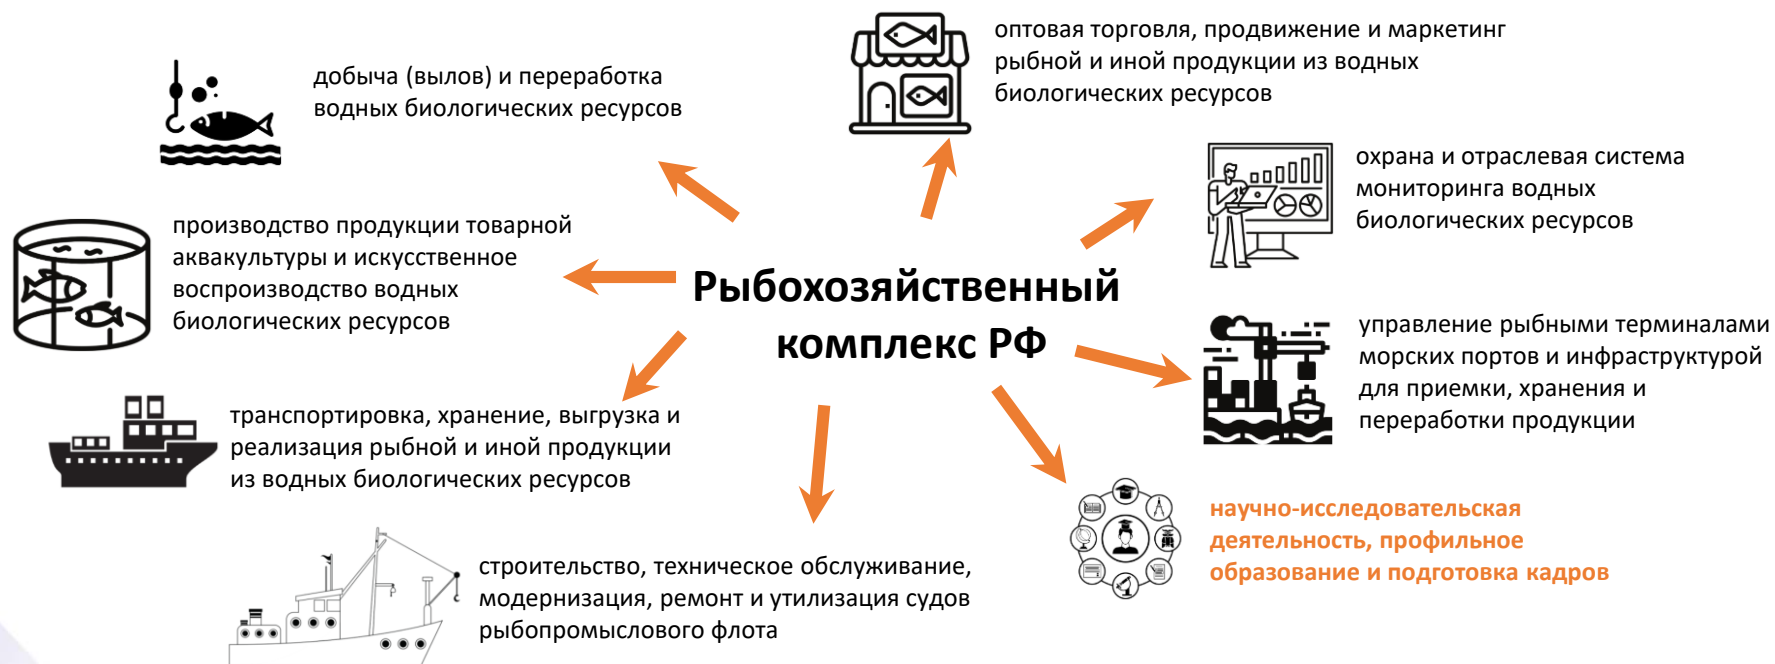 добыча (вылов) и переработка
водных биологических ресурсов
оптовая торговля, продвижение и маркетинг
рыбной и иной продукции из водных
биологических ресурсов
охрана и отраслевая система
мониторинга водных
биологических ресурсов
производство продукции товарной
аквакультуры и искусственное
воспроизводство водных
биологических ресурсов
Рыбохозяйственный
комплекс РФ
управление рыбными терминалами
морских портов и инфраструктурой
для приемки, хранения и
переработки продукции
транспортировка, хранение, выгрузка и
реализация рыбной и иной продукции
из водных биологических ресурсов
научно-исследовательская
деятельность, профильное
образование и подготовка кадров
строительство, техническое обслуживание,
модернизация, ремонт и утилизация судов
рыбопромыслового флота